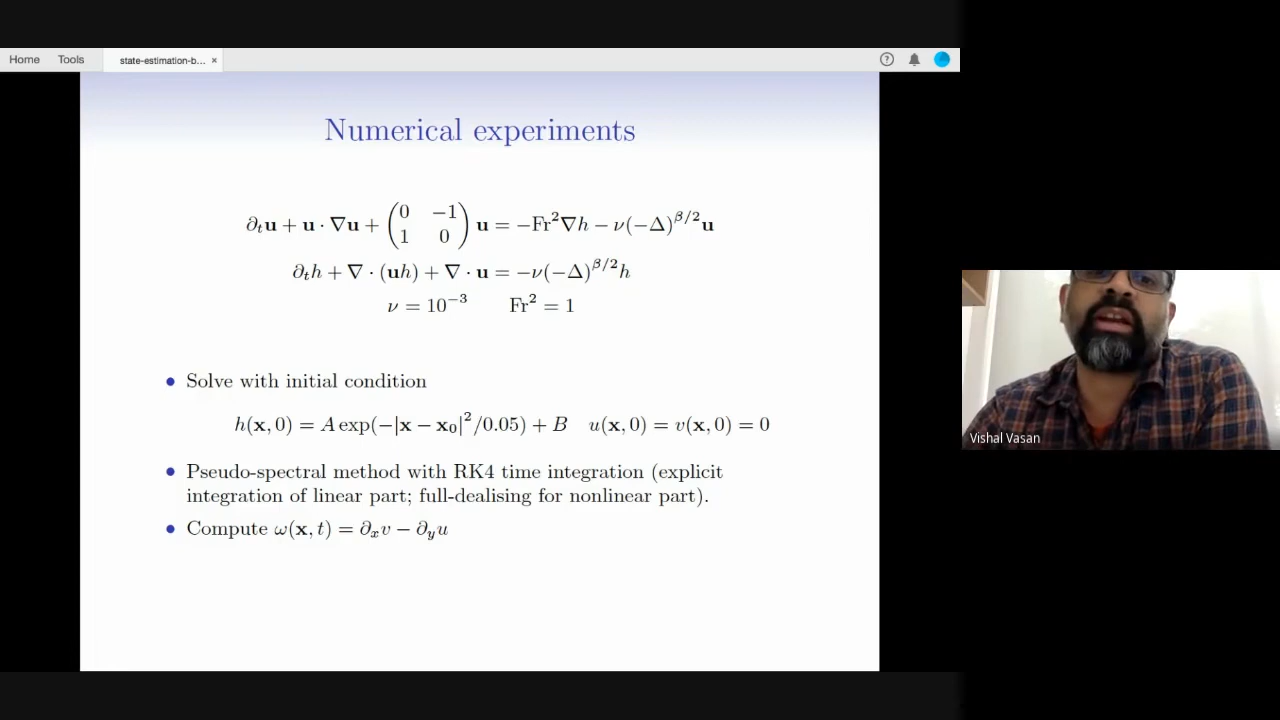 Home Tools state-estimation-b... ×
Numerical experiments
∂ₜ𝐮 + 𝐮 · ∇𝐮 + (0 −1; 1 0) 𝐮 = −Fr²∇h − ν(−Δ)^{β/2}𝐮
∂ₜh + ∇ · (𝐮h) + ∇ · 𝐮 = −ν(−Δ)^{β/2}h
ν = 10⁻³ Fr² = 1
• Solve with initial condition
h(𝐱, 0) = A exp(−|𝐱 − 𝐱₀|²/0.05) + B u(𝐱, 0) = v(𝐱, 0) = 0
• Pseudo-spectral method with RK4 time integration (explicit
integration of linear part; full-dealising for nonlinear part).
• Compute ω(𝐱, t) = ∂ₓv − ∂_y u
Vishal Vasan